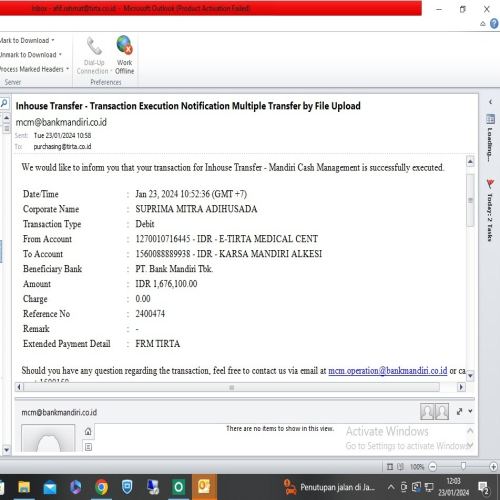 Inbox - afif.rohmat@tirta.co.id - Microsoft Outlook (Product Activation Failed)
Mark to Download
Unmark to Download
Process Marked Headers
Server
Dial-Up Connection
Work Offline
Preferences
Inhouse Transfer - Transaction Execution Notification Multiple Transfer by File Upload
mcm@bankmandiri.co.id
Sent: Tue 23/01/2024 10:58
To: purchasing@tirta.co.id
We would like to inform you that your transaction for Inhouse Transfer - Mandiri Cash Management is successfully executed.
Date/Time : Jan 23, 2024 10:52:36 (GMT +7)
Corporate Name : SUPRIMA MITRA ADIHUSADA
Transaction Type : Debit
From Account : 1270010716445 - IDR - E-TIRTA MEDICAL CENT
To Account : 1560088889938 - IDR - KARSA MANDIRI ALKESI
Beneficiary Bank : PT. Bank Mandiri Tbk.
Amount : IDR 1,676,100.00
Charge : 0.00
Reference No : 2400474
Remark : -
Extended Payment Detail : FRM TIRTA
Should you have any question regarding the transaction, feel free to contact us via email at mcm.operation@bankmandiri.co.id or ca
mcm@bankmandiri.co.id
There are no items to show in this view.
Loading...
Today: 2 Tasks
Activate Windows
Go to Settings to activate Windows
100%
Penutupan jalan di Ja...
12:03
23/01/2024